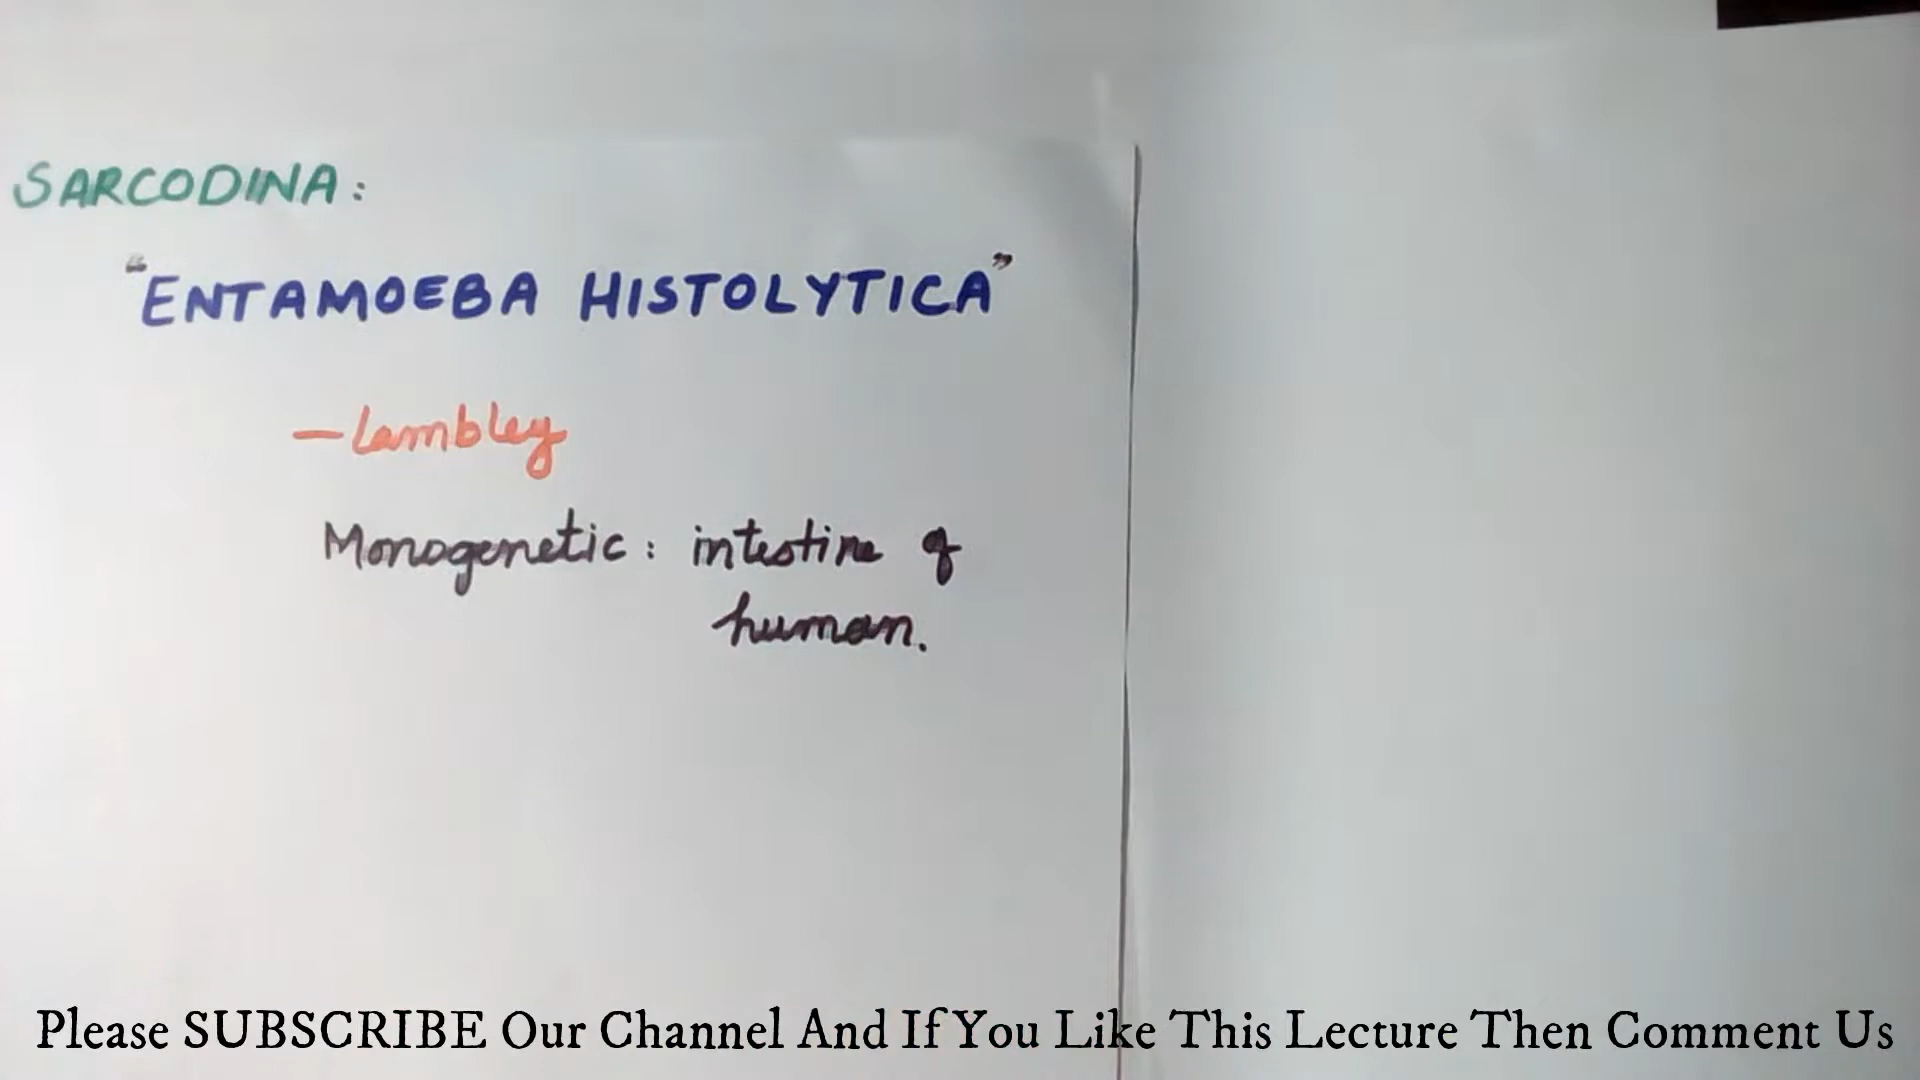 SARCODINA:
"ENTAMOEBA HISTOLYTICA"
- Lambley
Monogenetic: intestine of
human.
Please SUBSCRIBE Our Channel And If You Like This Lecture Then Comment Us